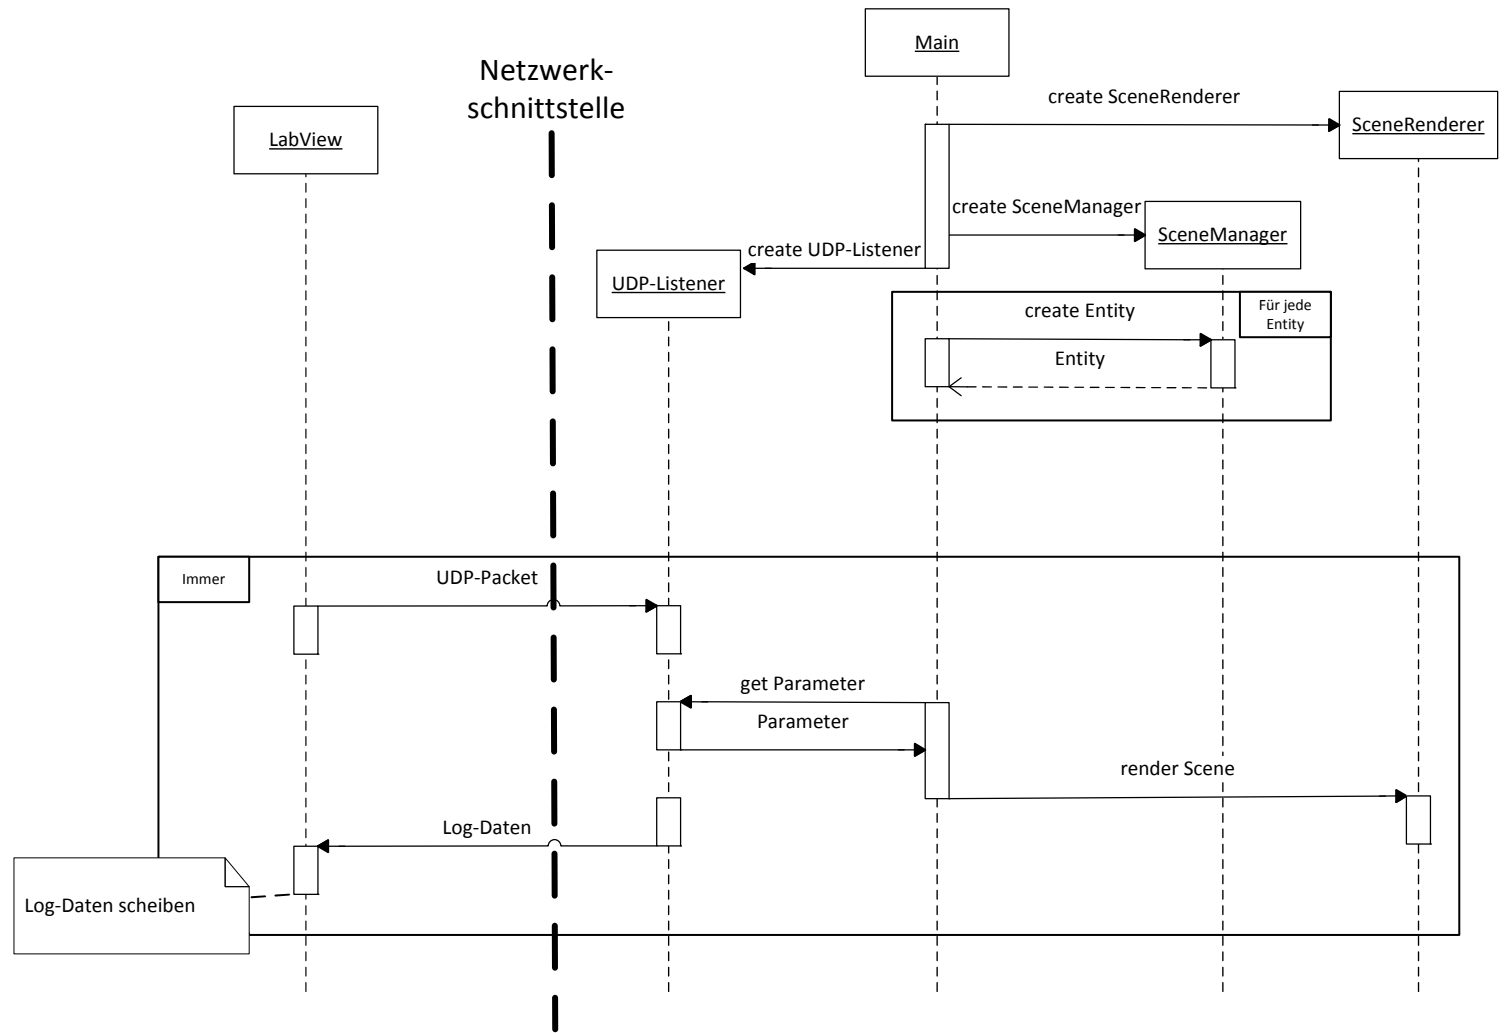 Main
Netzwerk-
schnittstelle
create SceneRenderer
SceneRenderer
LabView
create SceneManager
SceneManager
create UDP-Listener
UDP-Listener
Für jede
Entity
create Entity
Entity
Immer
UDP-Packet
get Parameter
Parameter
render Scene
Log-Daten
Log-Daten scheiben